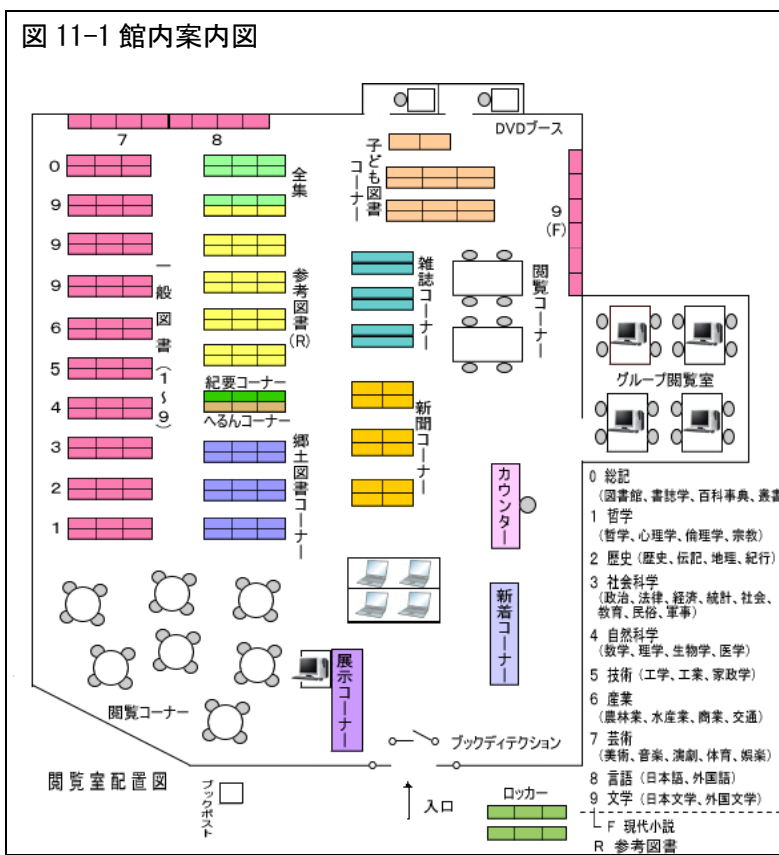 図 11-1 館内案内図
DVDブース
7
8
0
9
9
9
6
5
4
3
2
1
一般図書(1～9)
全集
参考図書(R)
紀要コーナー
へるんコーナー
郷土図書コーナー
子ども図書コーナー
雑誌コーナー
新聞コーナー
閲覧コーナー
9
(F)
グループ閲覧室
カウンター
新着コーナー
展示コーナー
閲覧コーナー
ブックディテクション
閲覧室配置図
ブックポスト
入口
ロッカー
0 総記
(図書館、書誌学、百科事典、叢書
1 哲学
(哲学、心理学、倫理学、宗教)
2 歴史 (歴史、伝記、地理、紀行)
3 社会科学
(政治、法律、経済、統計、社会、
教育、民俗、軍事)
4 自然科学
(数学、理学、生物学、医学)
5 技術 (工学、工業、家政学)
6 産業
(農林業、水産業、商業、交通)
7 芸術
(美術、音楽、演劇、体育、娯楽)
8 言語 (日本語、外国語)
9 文学 (日本文学、外国文学)
F 現代小説
R 参考図書